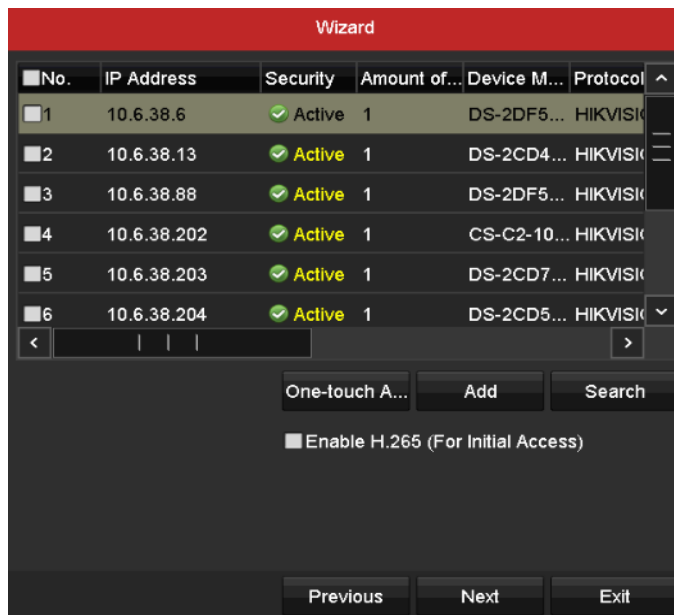 Wizard
No. IP Address Security Amount of... Device M... Protocol
1 10.6.38.6 Active 1 DS-2DF5... HIKVISI
2 10.6.38.13 Active 1 DS-2CD4... HIKVISI
3 10.6.38.88 Active 1 DS-2DF5... HIKVISI
4 10.6.38.202 Active 1 CS-C2-10... HIKVISI
5 10.6.38.203 Active 1 DS-2CD7... HIKVISI
6 10.6.38.204 Active 1 DS-2CD5... HIKVISI
One-touch A... Add Search
Enable H.265 (For Initial Access)
Previous Next Exit